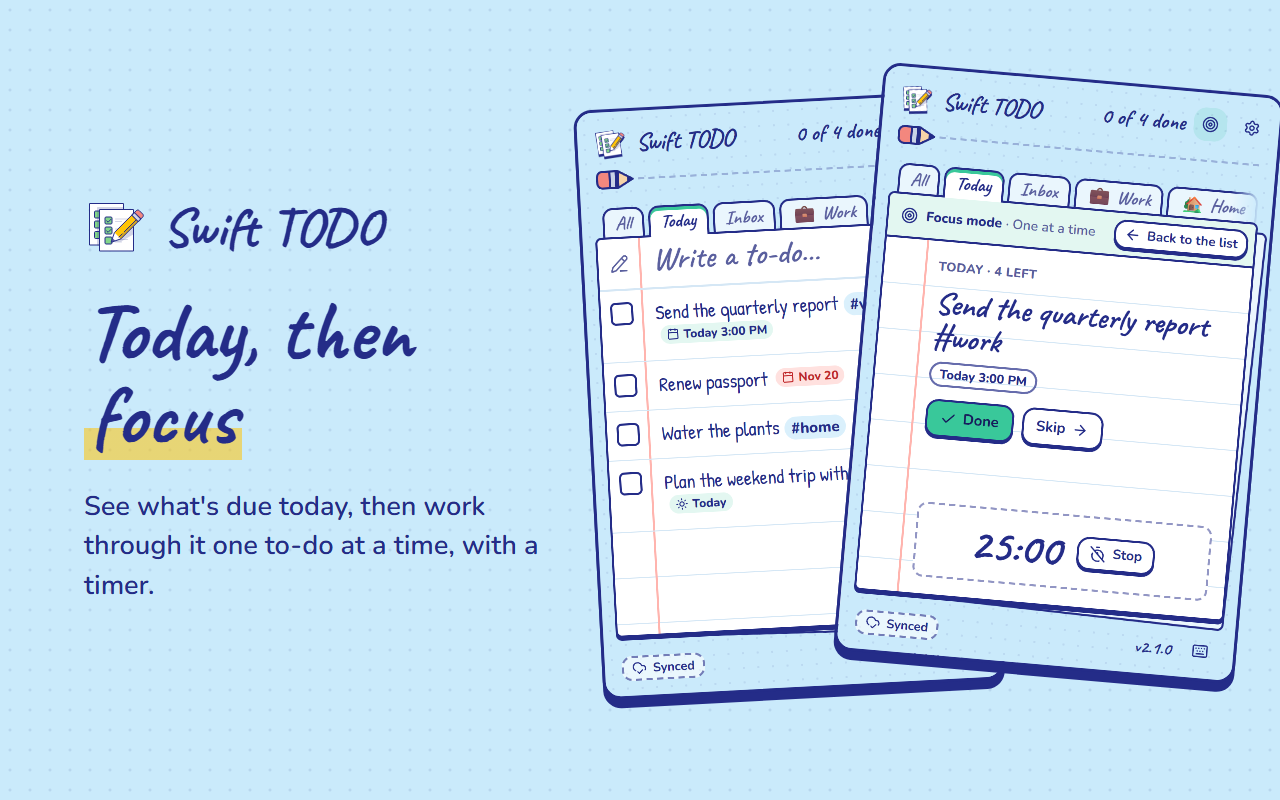 Swift TODO
Today, then
focus
See what's due today, then work
through it one to-do at a time, with a
timer.
Swift TODO
0 of 4 done
All
Today
Inbox
Work
Write a to-do...
Send the quarterly report
Today 3:00 PM
Renew passport Nov 20
Water the plants #home
Plan the weekend trip with
Today
Synced
Swift TODO
0 of 4 done
All
Today
Inbox
Work
Home
Focus mode · One at a time
Back to the list
TODAY · 4 LEFT
Send the quarterly report
#work
Today 3:00 PM
Done
Skip
25:00
Stop
Synced
v2.1.0